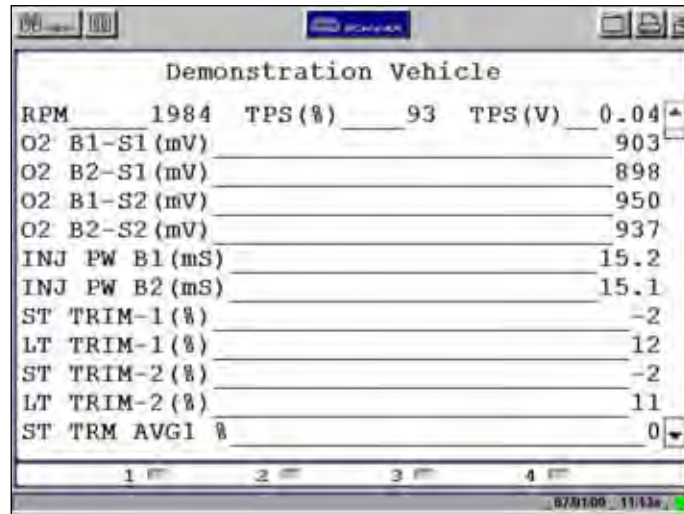 SCANNER
Demonstration Vehicle
RPM 1984 TPS(%) 93 TPS(V) 0.04
O2 B1-S1(mV) 903
O2 B2-S1(mV) 898
O2 B1-S2(mV) 950
O2 B2-S2(mV) 937
INJ PW B1(mS) 15.2
INJ PW B2(mS) 15.1
ST TRIM-1(%) -2
LT TRIM-1(%) 12
ST TRIM-2(%) -2
LT TRIM-2(%) 11
ST TRM AVG1 % 0
1 2 3 4